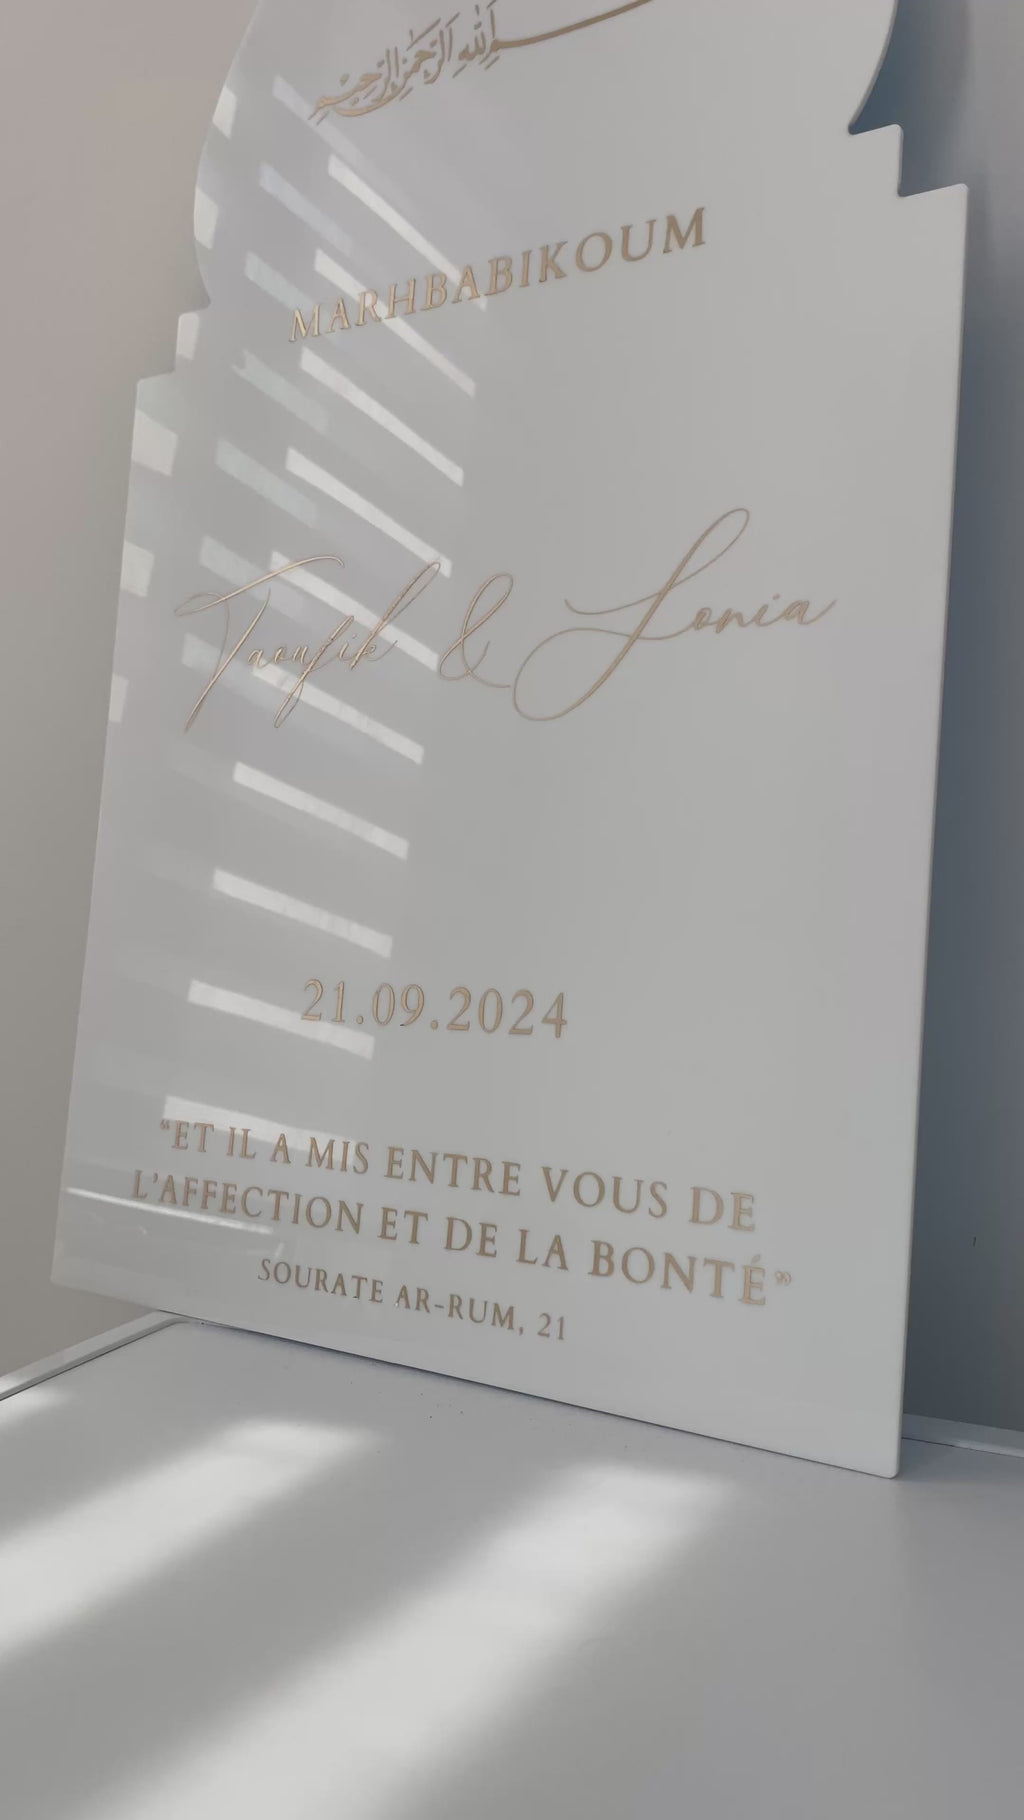 بسم الله الرحمن الرحيم
MARHBABIKOUM
Taoufik & Sonia
21.09.2024
“ET IL A MIS ENTRE VOUS DE
L’AFFECTION ET DE LA BONTÉ”
SOURATE AR-RUM, 21